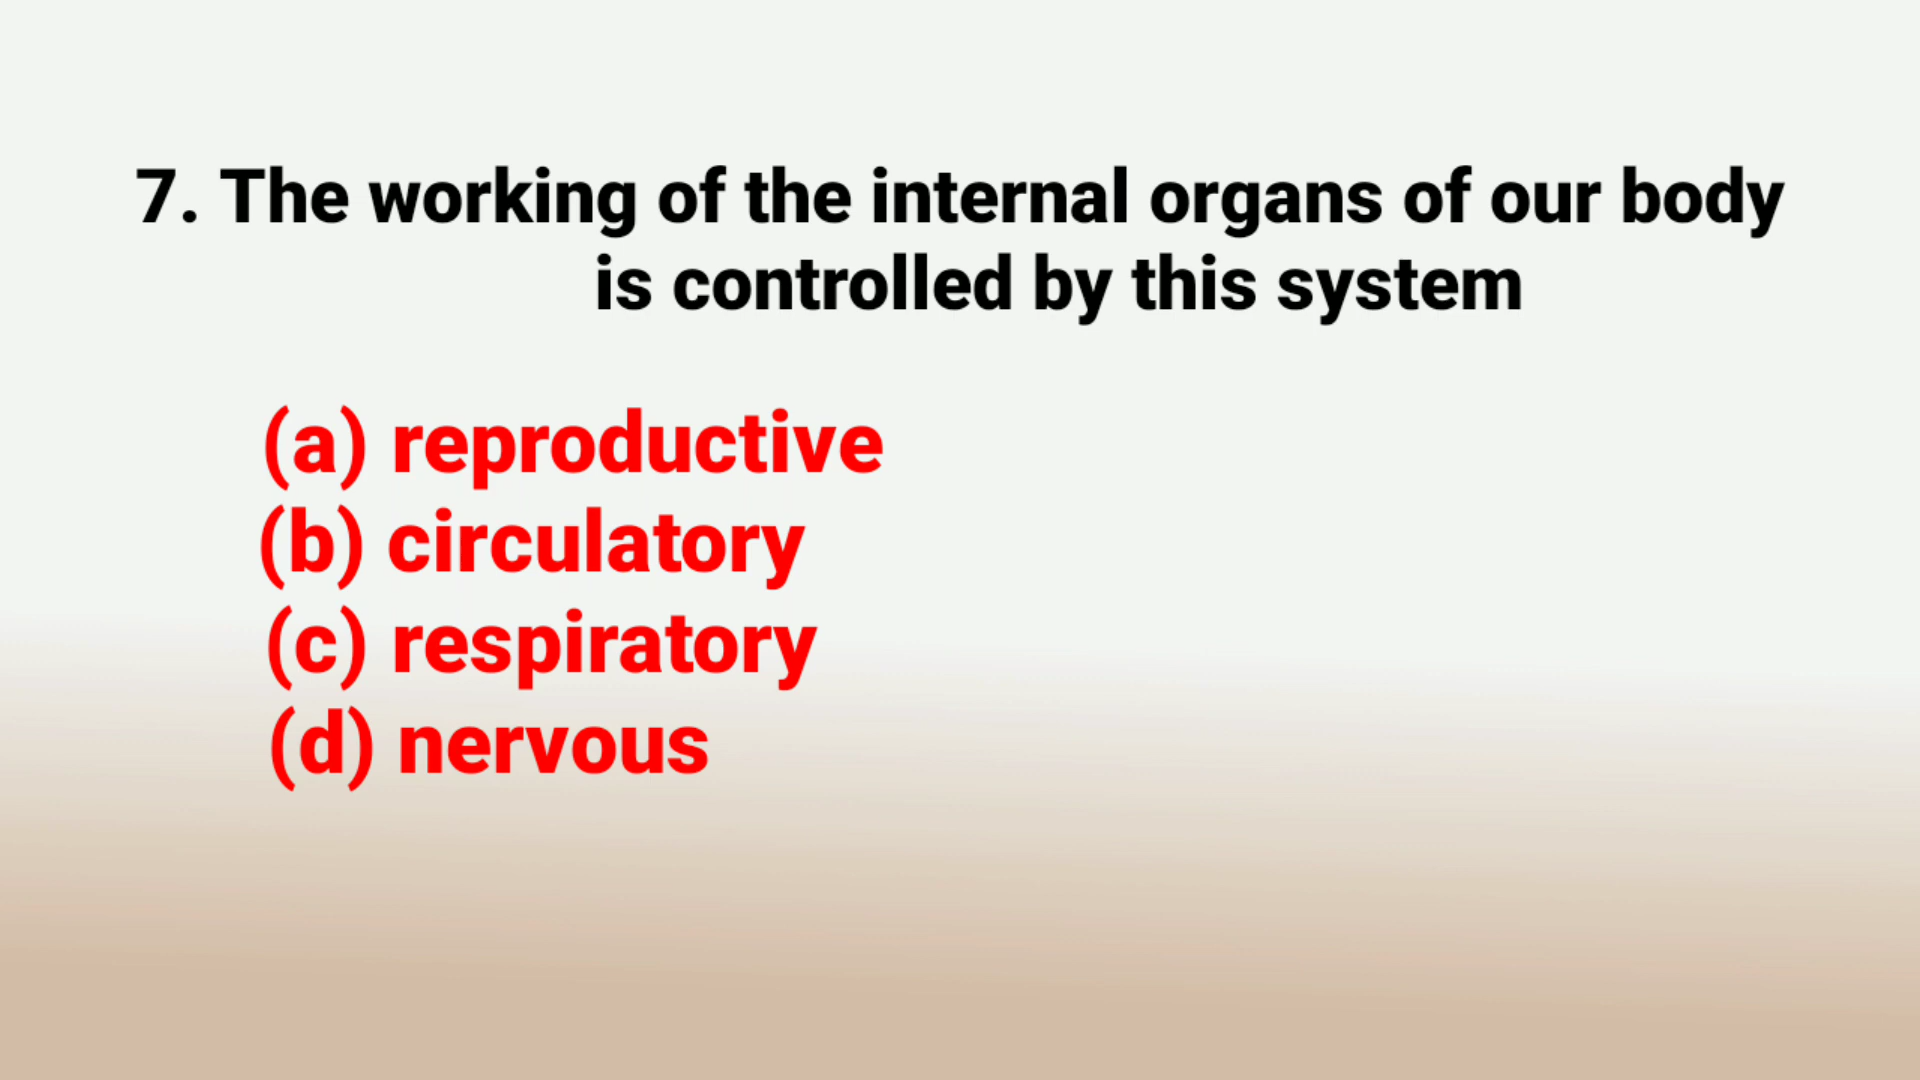 7. The working of the internal organs of our body
is controlled by this system
(a) reproductive
(b) circulatory
(c) respiratory
(d) nervous